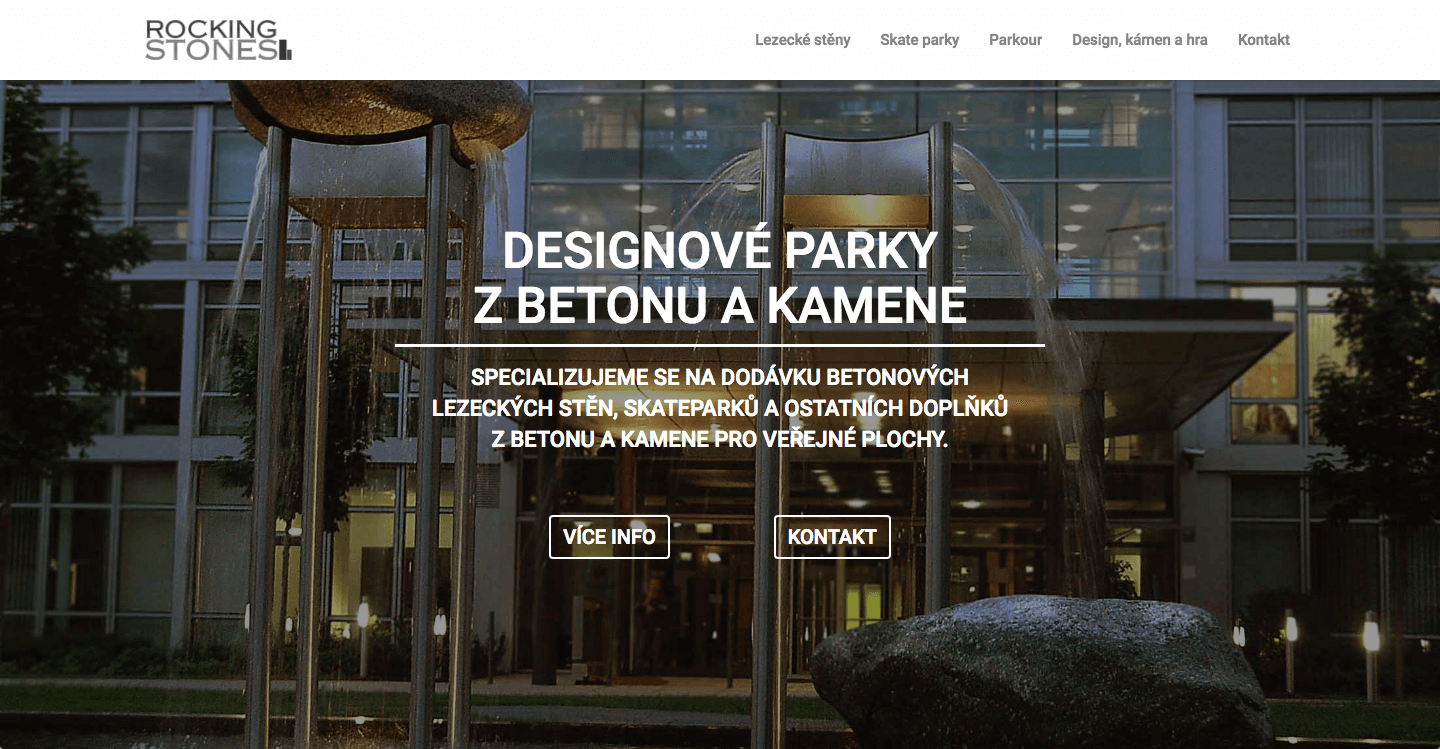 ROCKING
STONES
Lezecké stěny
Skate parky
Parkour
Design, kámen a hra
Kontakt
DESIGNOVÉ PARKY
Z BETONU A KAMENE
SPECIALIZUJEME SE NA DODÁVKU BETONOVÝCH
LEZECKÝCH STĚN, SKATEPARKŮ A OSTATNÍCH DOPLŇKŮ
Z BETONU A KAMENE PRO VEŘEJNÉ PLOCHY.
VÍCE INFO
KONTAKT